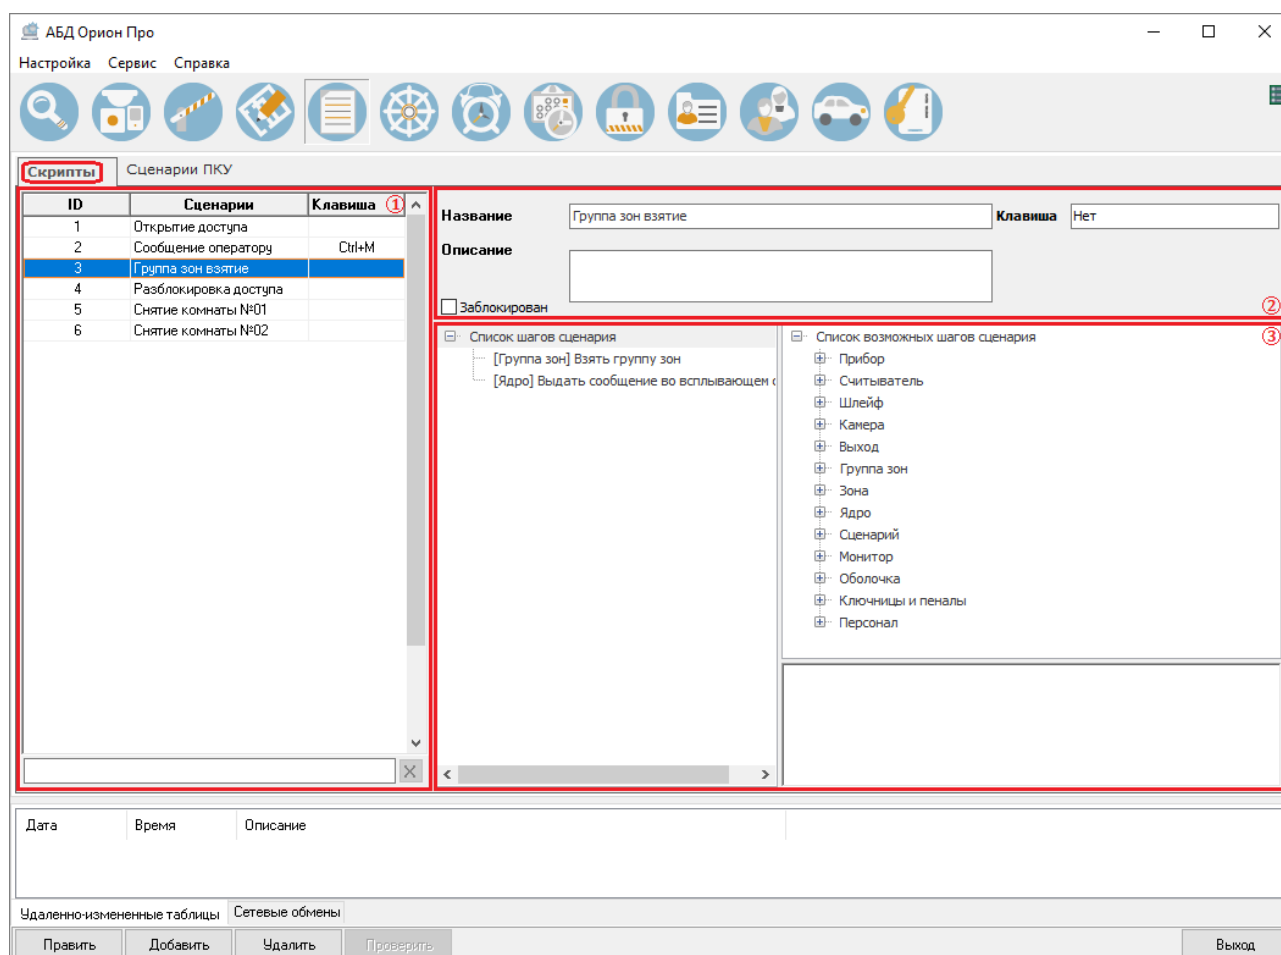 АБД Орион Про
Настройка Сервис Справка
Скрипты Сценарии ПКУ
ID Сценарии Клавиша 1
1 Открытие доступа
2 Сообщение оператору Ctrl+M
3 Группа зон взятие
4 Разблокировка доступа
5 Снятие комнаты №01
6 Снятие комнаты №02
Название Группа зон взятие Клавиша Нет
Описание
Заблокирован 2
Список шагов сценария
[Группа зон] Взять группу зон
[Ядро] Выдать сообщение во всплывающем
Список возможных шагов сценария 3
Прибор
Считыватель
Шлейф
Камера
Выход
Группа зон
Зона
Ядро
Сценарий
Монитор
Оболочка
Ключницы и пеналы
Персонал
X
Дата Время Описание
Удаленно-измененные таблицы Сетевые обмены
Править Добавить Удалить Проверить Выход